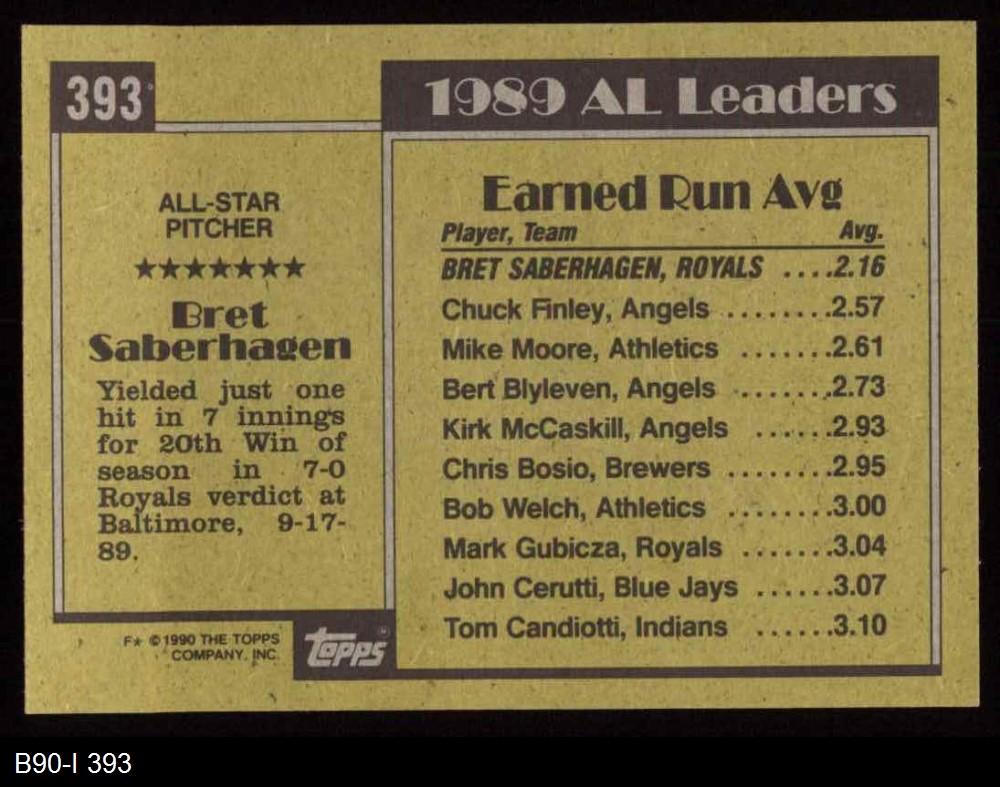 393
1989 AL Leaders
ALL-STAR
PITCHER
★★★★★★★
Bret
Saberhagen
Yielded just one
hit in 7 innings
for 20th Win of
season in 7-0
Royals verdict at
Baltimore, 9-17-
89.
Earned Run Avg
Player, Team Avg.
BRET SABERHAGEN, ROYALS ....2.16
Chuck Finley, Angels ........2.57
Mike Moore, Athletics .......2.61
Bert Blyleven, Angels .......2.73
Kirk McCaskill, Angels ......2.93
Chris Bosio, Brewers ........2.95
Bob Welch, Athletics ........3.00
Mark Gubicza, Royals .......3.04
John Cerutti, Blue Jays ......3.07
Tom Candiotti, Indians ......3.10
F★ © 1990 THE TOPPS
COMPANY, INC.
Topps®
B90-I 393